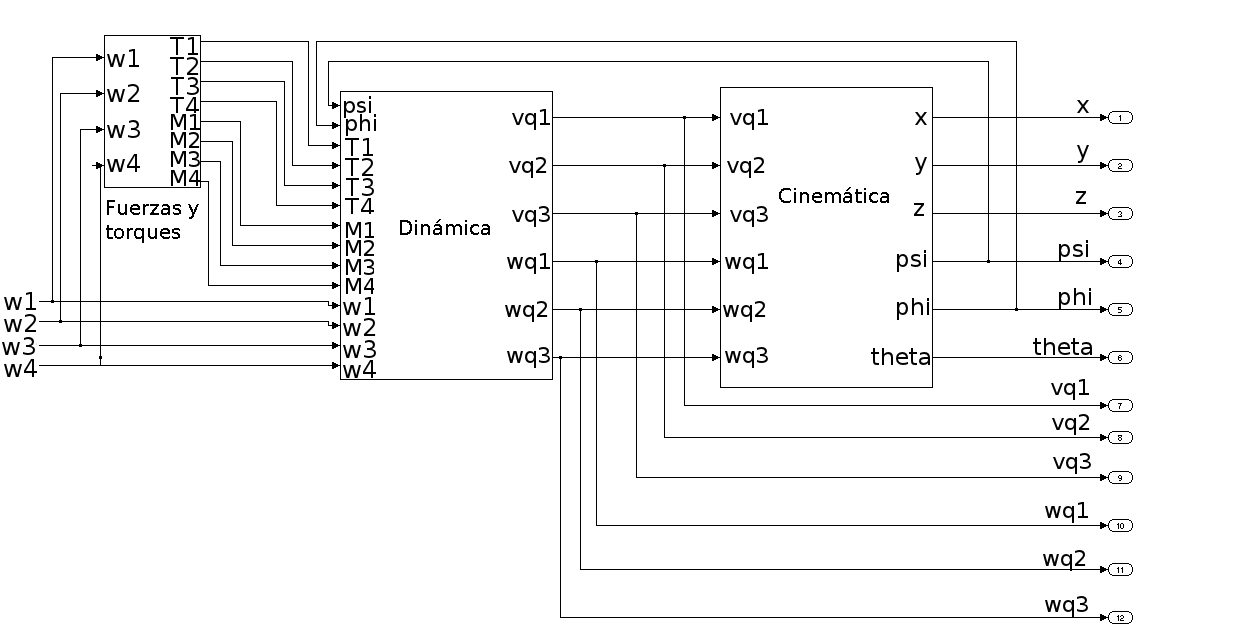 w1
w2
w3
w4
T1
T2
T3
T4
M1
M2
M3
M4
Fuerzas y
torques
w1
w2
w3
w4
psi
phi
T1
T2
T3
T4
M1
M2
M3
M4
w1
w2
w3
w4
Dinámica
vq1
vq2
vq3
wq1
wq2
wq3
vq1
vq2
vq3
wq1
wq2
wq3
Cinemática
x
y
z
psi
phi
theta
x
1
y
2
z
3
psi
4
phi
5
theta
6
vq1
7
vq2
8
vq3
9
wq1
10
wq2
11
wq3
12